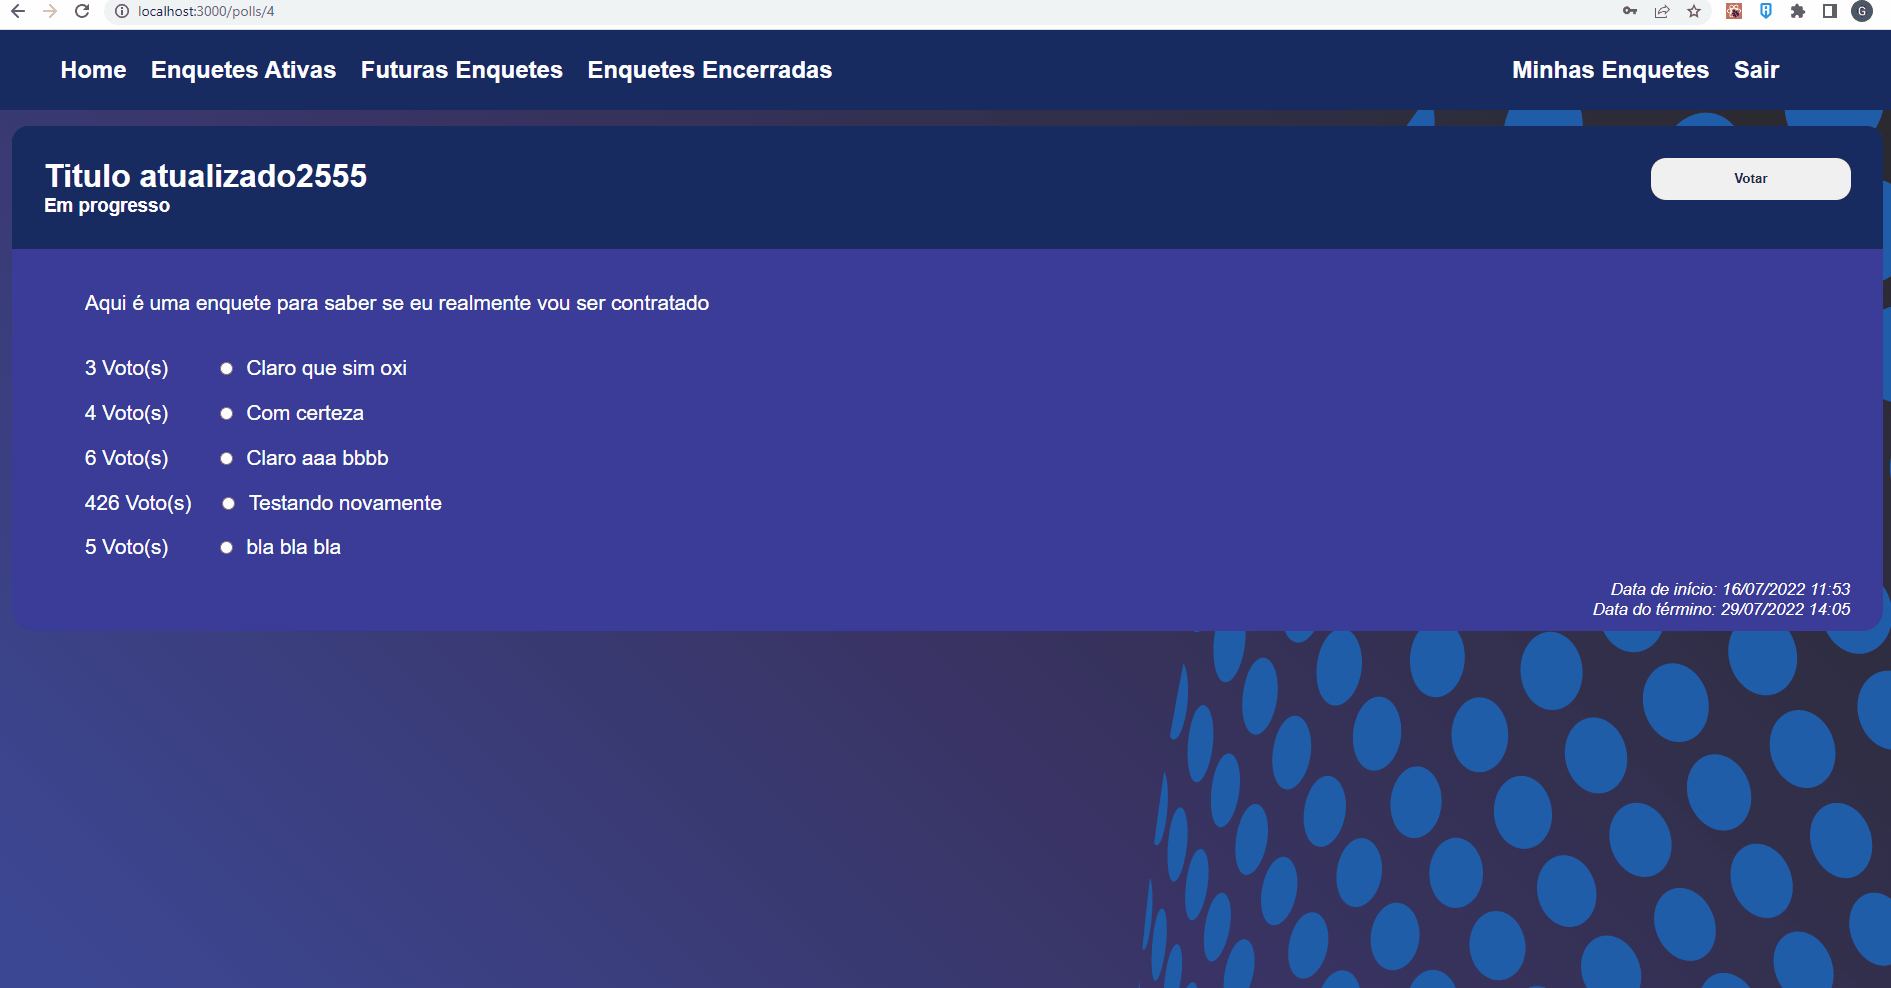 localhost:3000/polls/4
G
Home Enquetes Ativas Futuras Enquetes Enquetes Encerradas Minhas Enquetes Sair
Titulo atualizado2555
Votar
Em progresso
Aqui é uma enquete para saber se eu realmente vou ser contratado
3 Voto(s) Claro que sim oxi
4 Voto(s) Com certeza
6 Voto(s) Claro aaa bbbb
426 Voto(s) Testando novamente
5 Voto(s) bla bla bla
Data de início: 16/07/2022 11:53
Data do término: 29/07/2022 14:05